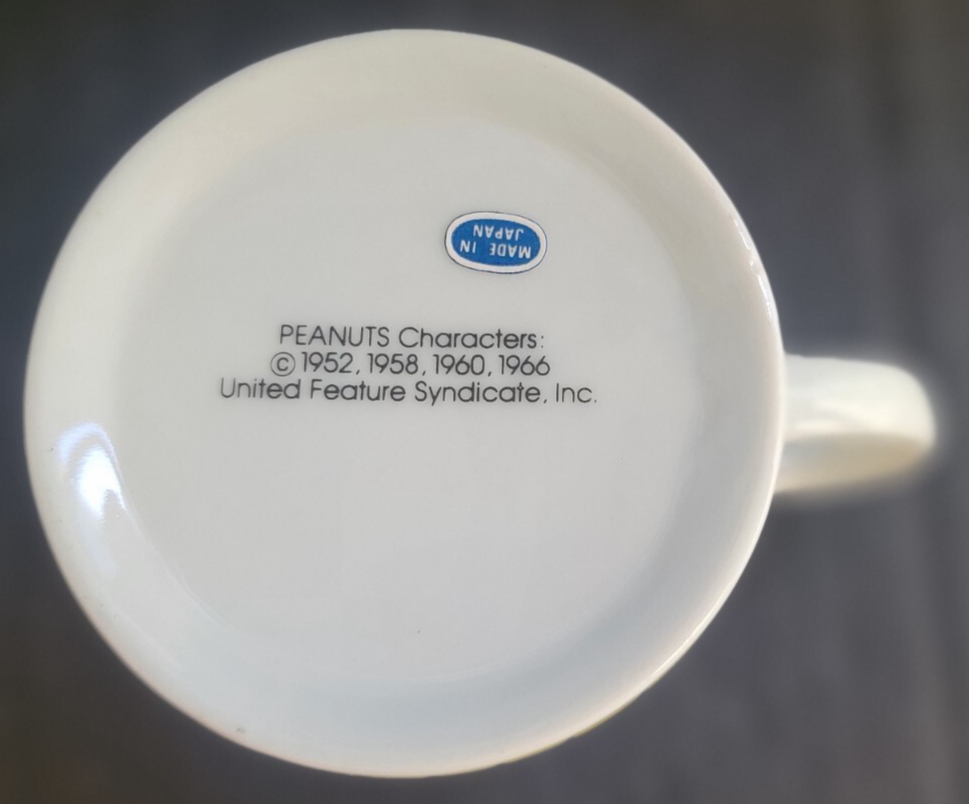 MADE IN
JAPAN
PEANUTS Characters:
© 1952, 1958, 1960, 1966
United Feature Syndicate, Inc.